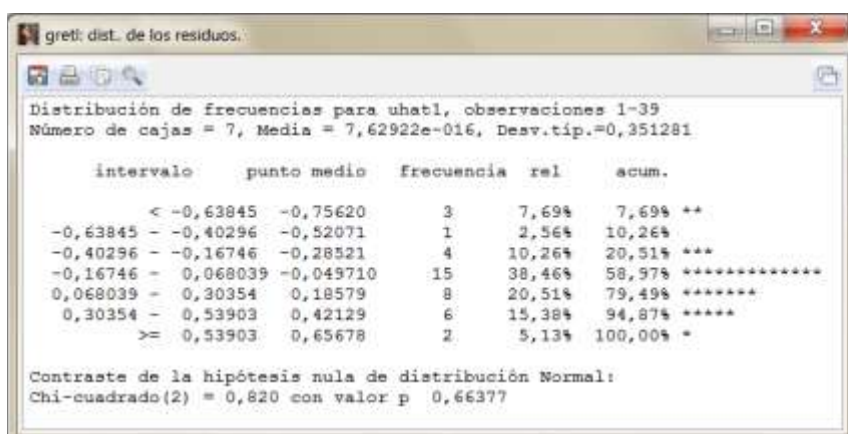 gretl: dist. de los residuos.
Distribución de frecuencias para uhat1, observaciones 1-39
Número de cajas = 7, Media = 7,62922e-016, Desv.típ.=0,351281
intervalo punto medio frecuencia rel acum.
< -0,63845 -0,75620 3 7,69% 7,69% **
-0,63845 - -0,40296 -0,52071 1 2,56% 10,26%
-0,40296 - -0,16746 -0,28521 4 10,26% 20,51% ***
-0,16746 - 0,068039 -0,049710 15 38,46% 58,97% *************
0,068039 - 0,30354 0,18579 8 20,51% 79,49% *******
0,30354 - 0,53903 0,42129 6 15,38% 94,87% *****
>= 0,53903 0,65678 2 5,13% 100,00% *
Contraste de la hipótesis nula de distribución Normal:
Chi-cuadrado(2) = 0,820 con valor p 0,66377